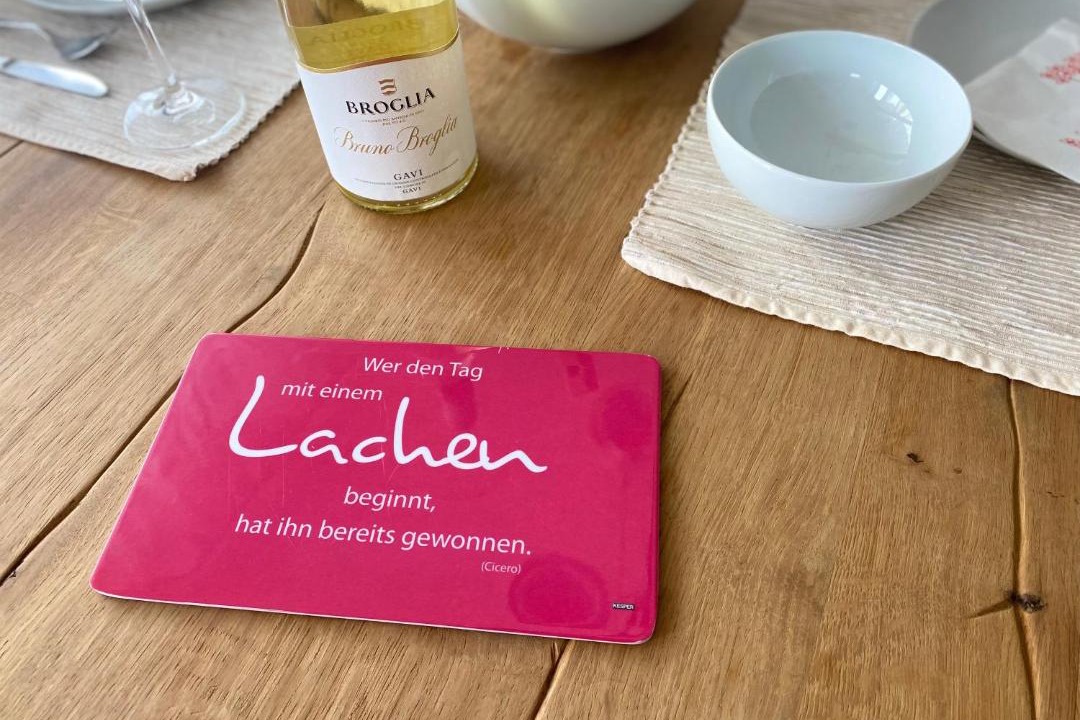 BROGLIA
Bruno Broglia
GAVI
GAVI
Wer den Tag
mit einem
Lachen
beginnt,
hat ihn bereits gewonnen.
(Cicero)
KESPER